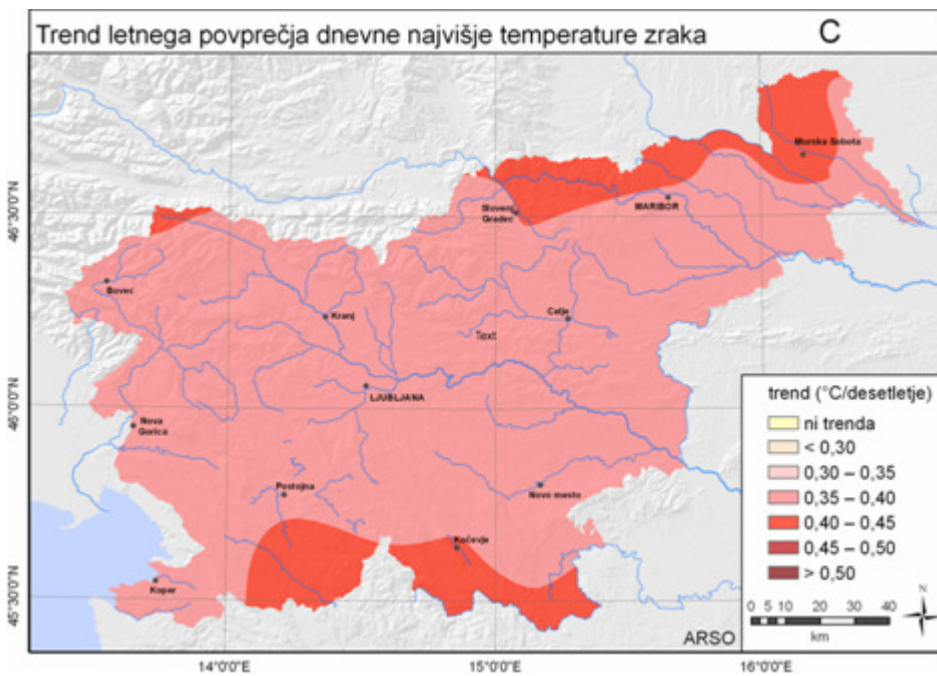 Trend letnega povprečja dnevne najvišje temperature zraka C
46°30'0"N
46°0'0"N
45°30'0"N
Murska Sobota
Slovenj
Gradec
MARIBOR
Bovec
Kranj
Celje
Text
LJUBLJANA
Nova
Gorica
Postojna
Novo mesto
Kočevje
Koper
trend (°C/desetletje)
ni trenda
< 0,30
0,30 – 0,35
0,35 – 0,40
0,40 – 0,45
0,45 – 0,50
> 0,50
0 5 10 20 30 40
km
N
ARSO
14°0'0"E
15°0'0"E
16°0'0"E